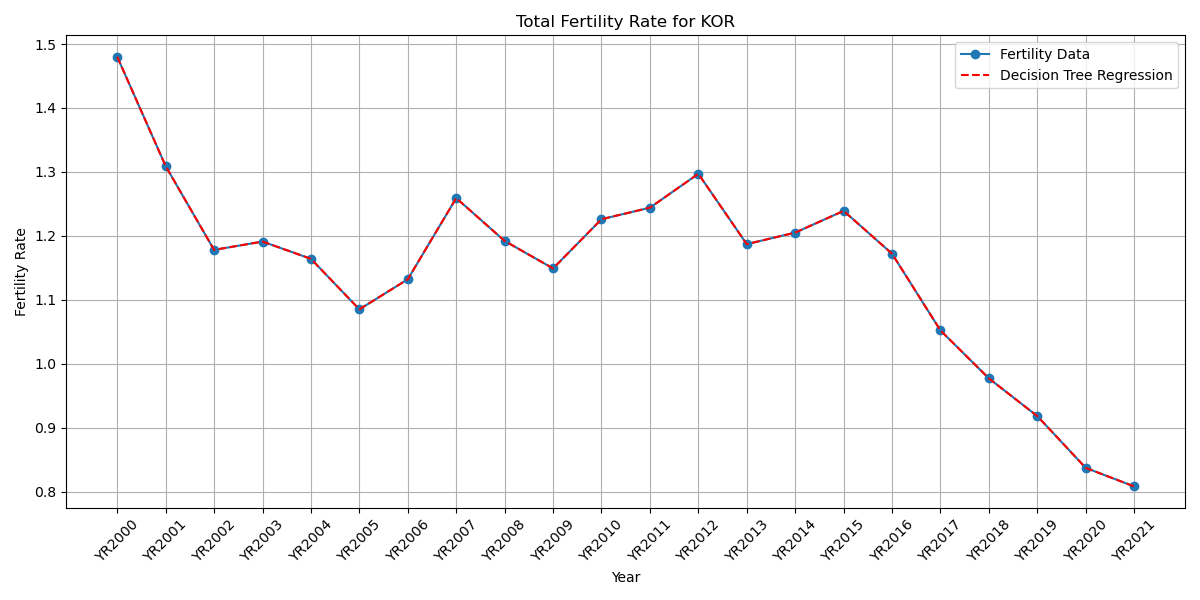 Total Fertility Rate for KOR
Fertility Data
Decision Tree Regression
Fertility Rate
1.5
1.4
1.3
1.2
1.1
1.0
0.9
0.8
YR2000
YR2001
YR2002
YR2003
YR2004
YR2005
YR2006
YR2007
YR2008
YR2009
YR2010
YR2011
YR2012
YR2013
YR2014
YR2015
YR2016
YR2017
YR2018
YR2019
YR2020
YR2021
Year